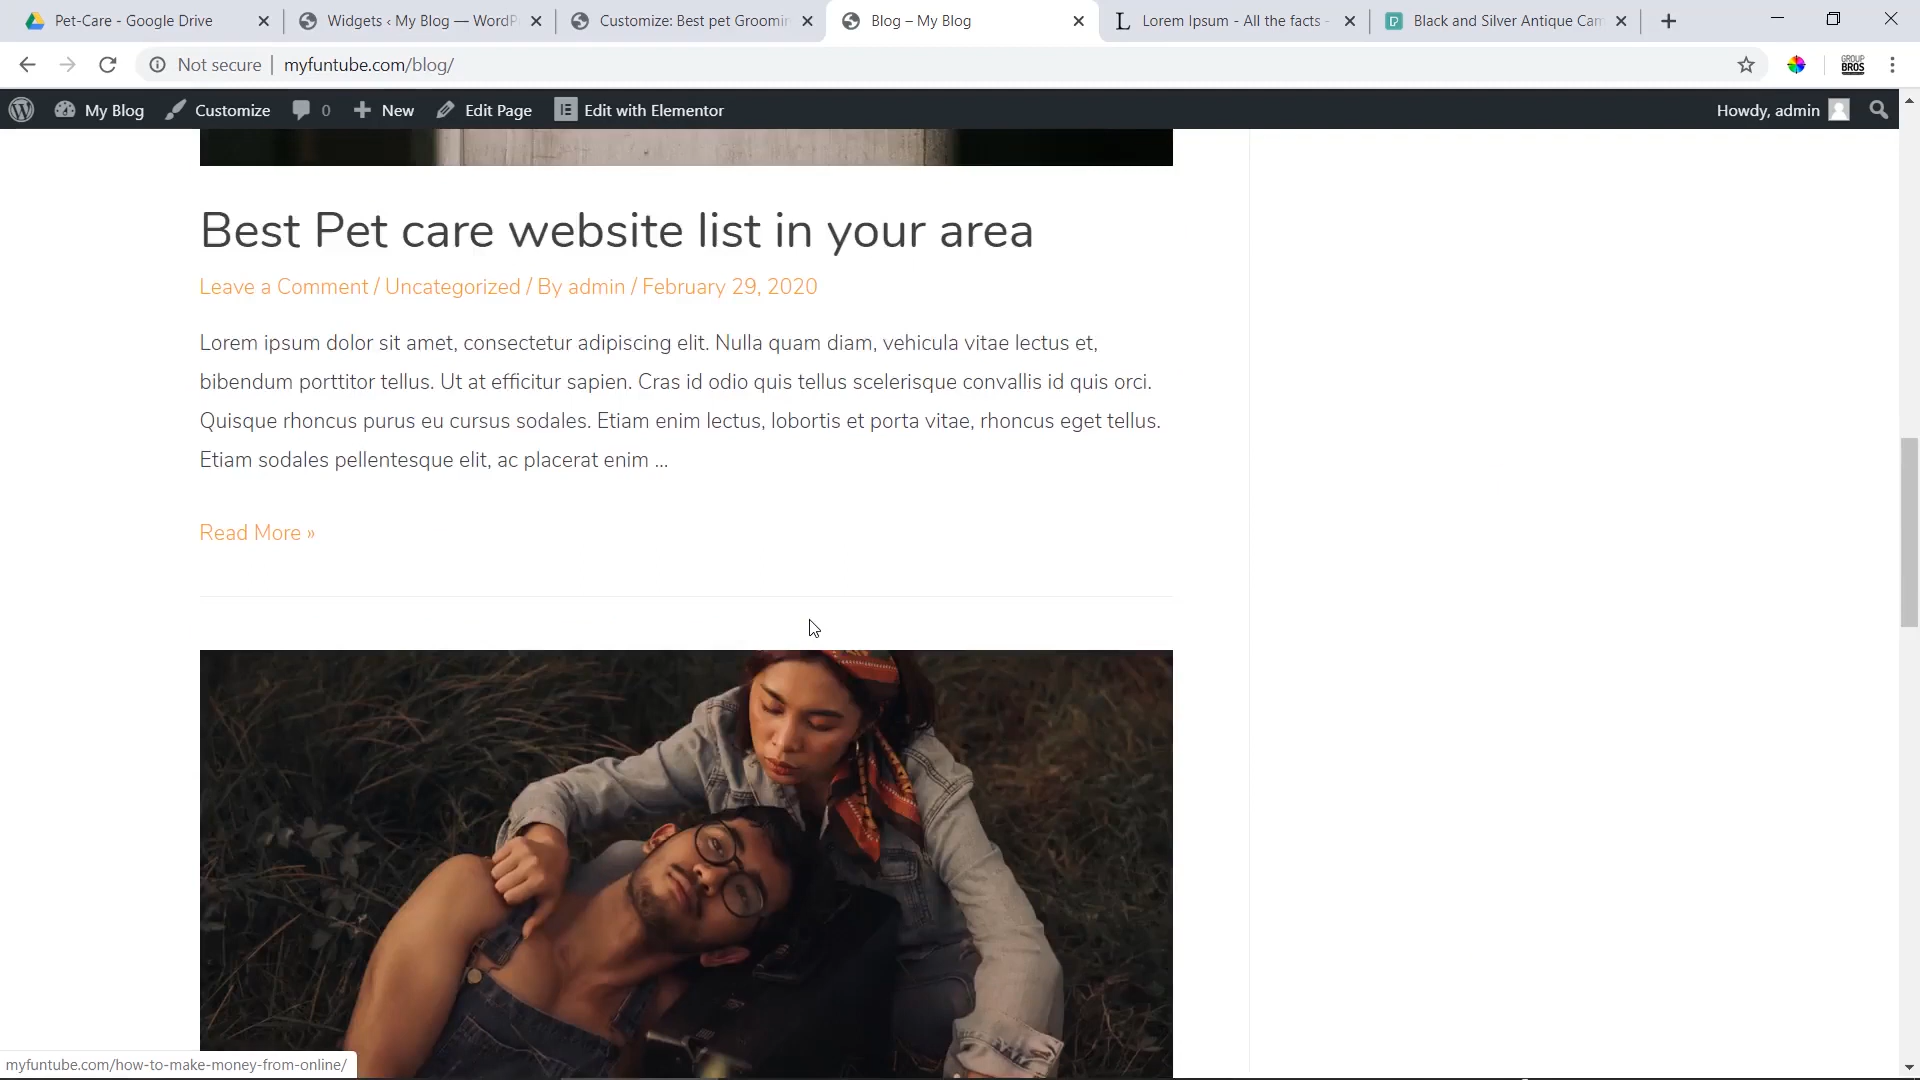 Pet-Care - Google Drive
Widgets ‹ My Blog — WordP
Customize: Best pet Groomin
Blog – My Blog
Lorem Ipsum - All the facts -
Black and Silver Antique Cam
Not secure
myfuntube.com/blog/
GROUP
BROS
My Blog
Customize
0
New
Edit Page
Edit with Elementor
Howdy, admin
Best Pet care website list in your area
Leave a Comment / Uncategorized / By admin / February 29, 2020
Lorem ipsum dolor sit amet, consectetur adipiscing elit. Nulla quam diam, vehicula vitae lectus et,
bibendum porttitor tellus. Ut at efficitur sapien. Cras id odio quis tellus scelerisque convallis id quis orci.
Quisque rhoncus purus eu cursus sodales. Etiam enim lectus, lobortis et porta vitae, rhoncus eget tellus.
Etiam sodales pellentesque elit, ac placerat enim …
Read More »
myfuntube.com/how-to-make-money-from-online/